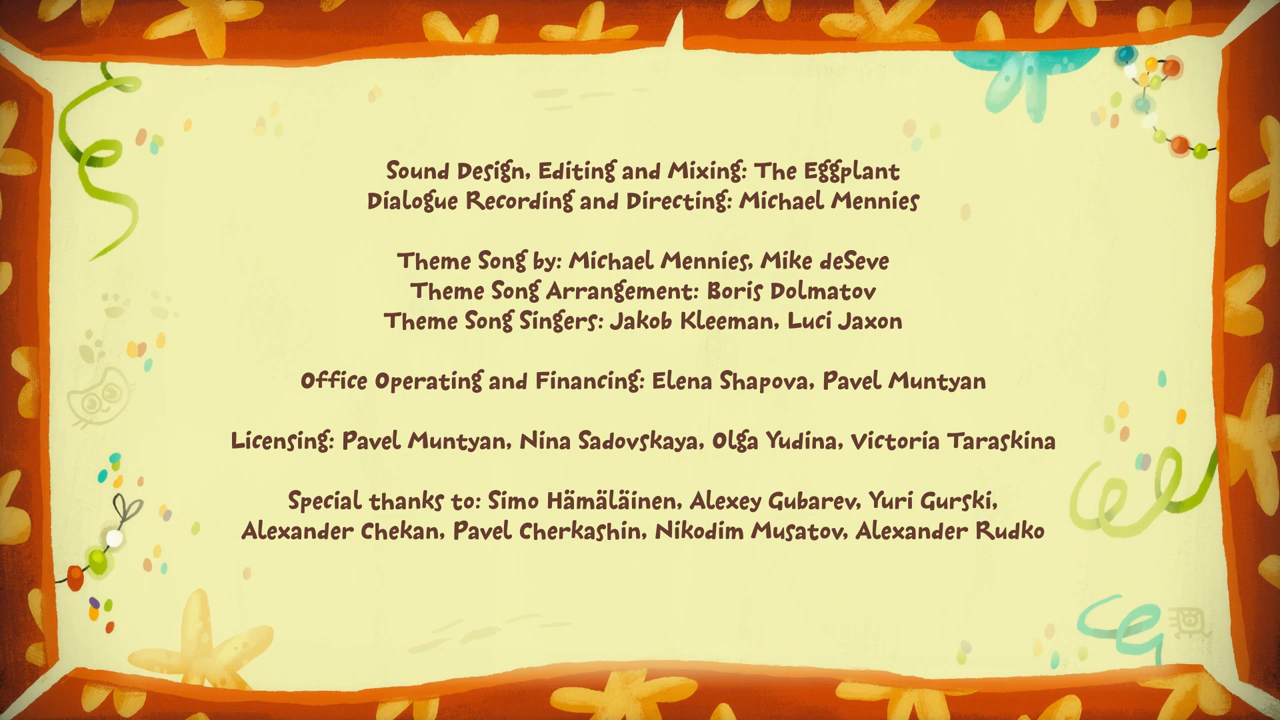 Sound Design, Editing and Mixing: The Eggplant
Dialogue Recording and Directing: Michael Mennies
Theme Song by: Michael Mennies, Mike deSeve
Theme Song Arrangement: Boris Dolmatov
Theme Song Singers: Jakob Kleeman, Luci Jaxon
Office Operating and Financing: Elena Shapova, Pavel Muntyan
Licensing: Pavel Muntyan, Nina Sadovskaya, Olga Yudina, Victoria Taraskina
Special thanks to: Simo Hämäläinen, Alexey Gubarev, Yuri Gurski,
Alexander Chekan, Pavel Cherkashin, Nikodim Musatov, Alexander Rudko